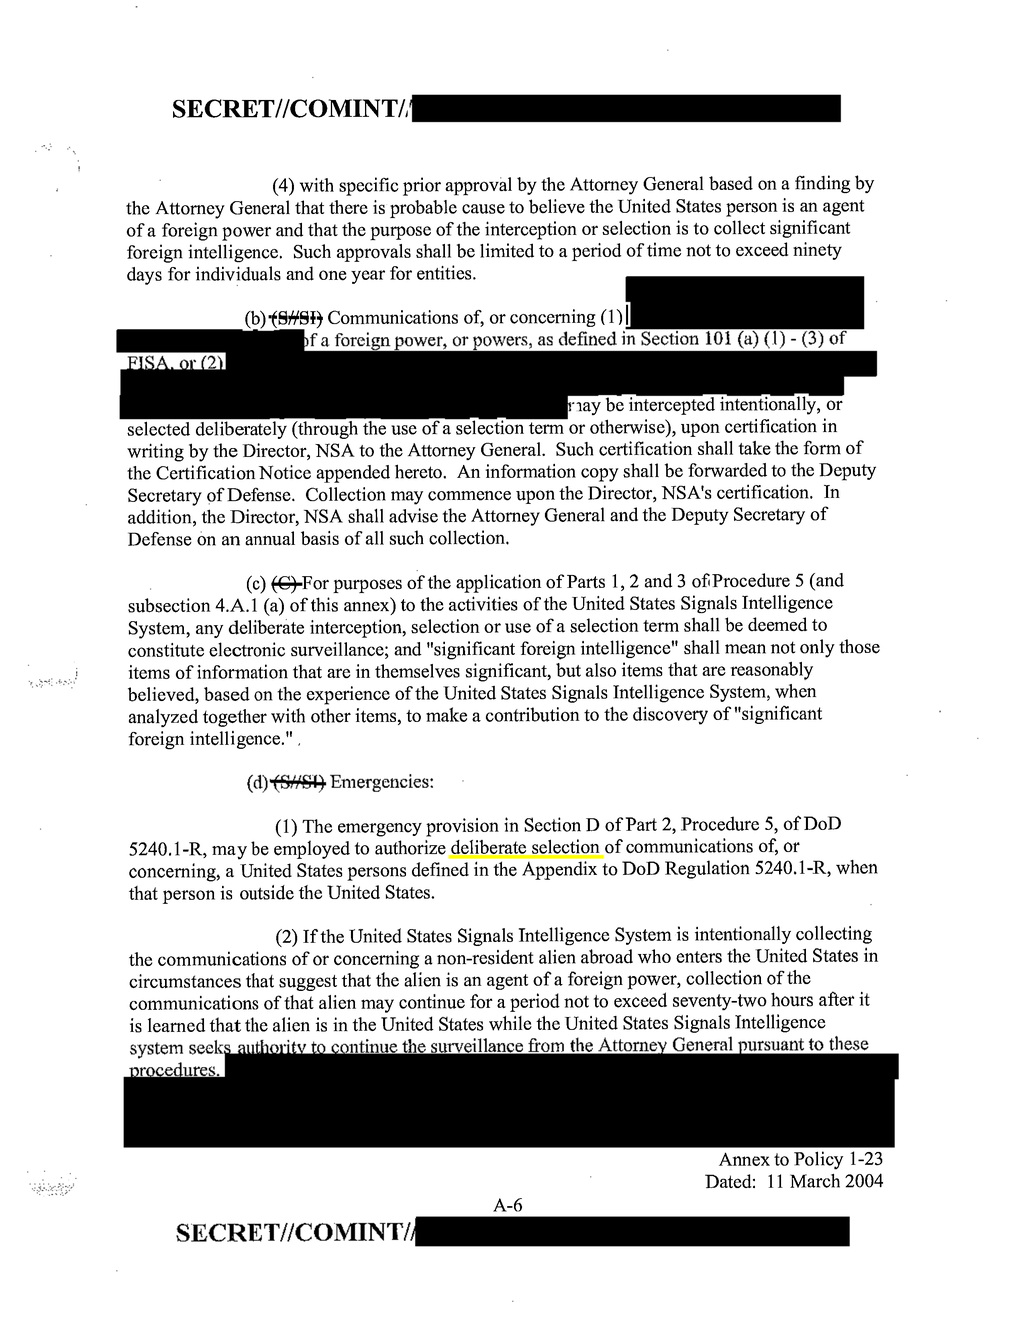 SECRET//COMINT//
(4) with specific prior approval by the Attorney General based on a finding by
the Attorney General that there is probable cause to believe the United States person is an agent
of a foreign power and that the purpose of the interception or selection is to collect significant
foreign intelligence. Such approvals shall be limited to a period of time not to exceed ninety
days for individuals and one year for entities.
(b) (S//SI) Communications of, or concerning (1)
of a foreign power, or powers, as defined in Section 101 (a) (1) - (3) of
FISA, or (2)
may be intercepted intentionally, or
selected deliberately (through the use of a selection term or otherwise), upon certification in
writing by the Director, NSA to the Attorney General. Such certification shall take the form of
the Certification Notice appended hereto. An information copy shall be forwarded to the Deputy
Secretary of Defense. Collection may commence upon the Director, NSA's certification. In
addition, the Director, NSA shall advise the Attorney General and the Deputy Secretary of
Defense on an annual basis of all such collection.
(c) (C) For purposes of the application of Parts 1, 2 and 3 of Procedure 5 (and
subsection 4.A.1 (a) of this annex) to the activities of the United States Signals Intelligence
System, any deliberate interception, selection or use of a selection term shall be deemed to
constitute electronic surveillance; and "significant foreign intelligence" shall mean not only those
items of information that are in themselves significant, but also items that are reasonably
believed, based on the experience of the United States Signals Intelligence System, when
analyzed together with other items, to make a contribution to the discovery of "significant
foreign intelligence."
(d) (S//SI) Emergencies:
(1) The emergency provision in Section D of Part 2, Procedure 5, of DoD
5240.1-R, may be employed to authorize deliberate selection of communications of, or
concerning, a United States persons defined in the Appendix to DoD Regulation 5240.1-R, when
that person is outside the United States.
(2) If the United States Signals Intelligence System is intentionally collecting
the communications of or concerning a non-resident alien abroad who enters the United States in
circumstances that suggest that the alien is an agent of a foreign power, collection of the
communications of that alien may continue for a period not to exceed seventy-two hours after it
is learned that the alien is in the United States while the United States Signals Intelligence
system seeks authority to continue the surveillance from the Attorney General pursuant to these
procedures.
Annex to Policy 1-23
Dated: 11 March 2004
A-6
SECRET//COMINT//